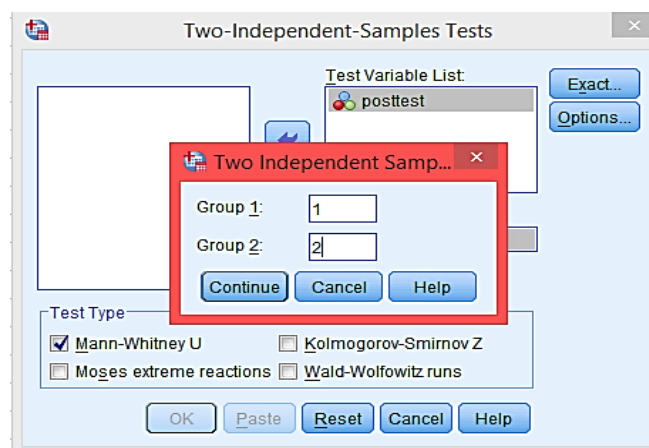 Two-Independent-Samples Tests
Test Variable List:
posttest
Exact...
Options...
Two Independent Samp...
Group 1: 1
Group 2: 2
Continue Cancel Help
Test Type
Mann-Whitney U Kolmogorov-Smirnov Z
Moses extreme reactions Wald-Wolfowitz runs
OK Paste Reset Cancel Help